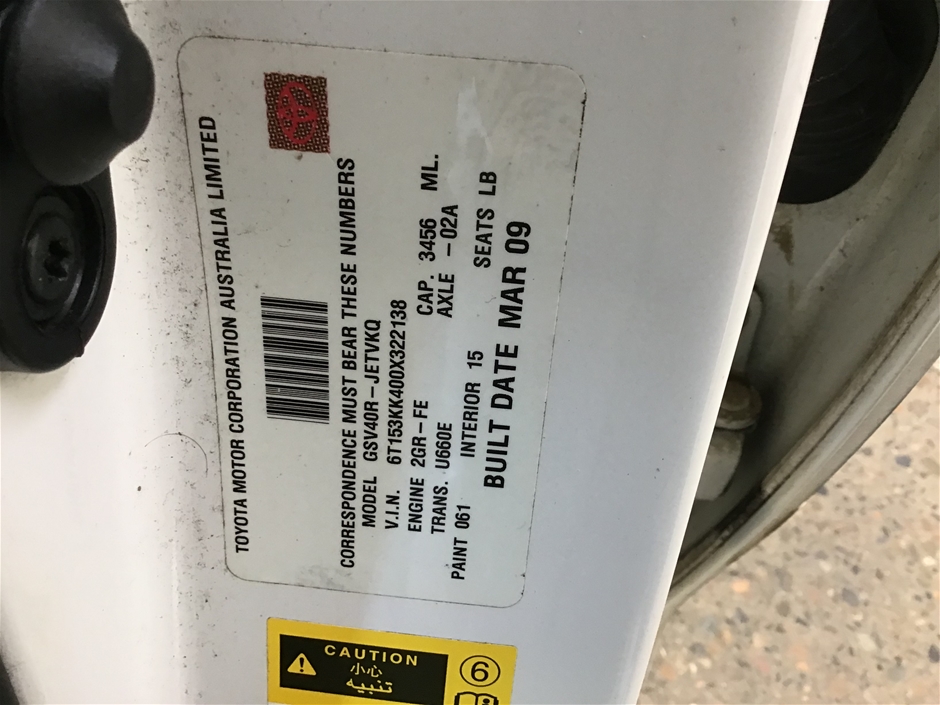 TOYOTA MOTOR CORPORATION AUSTRALIA LIMITED
CORRESPONDENCE MUST BEAR THESE NUMBERS
MODEL GSV40R-JETVKQ
V.I.N. 6T153KK400X322138
ENGINE 2GR-FE CAP. 3456 ML.
TRANS. U660E AXLE -02A
PAINT 061 INTERIOR 15 SEATS LB
BUILT DATE MAR 09
CAUTION
小心
تنبيه
6